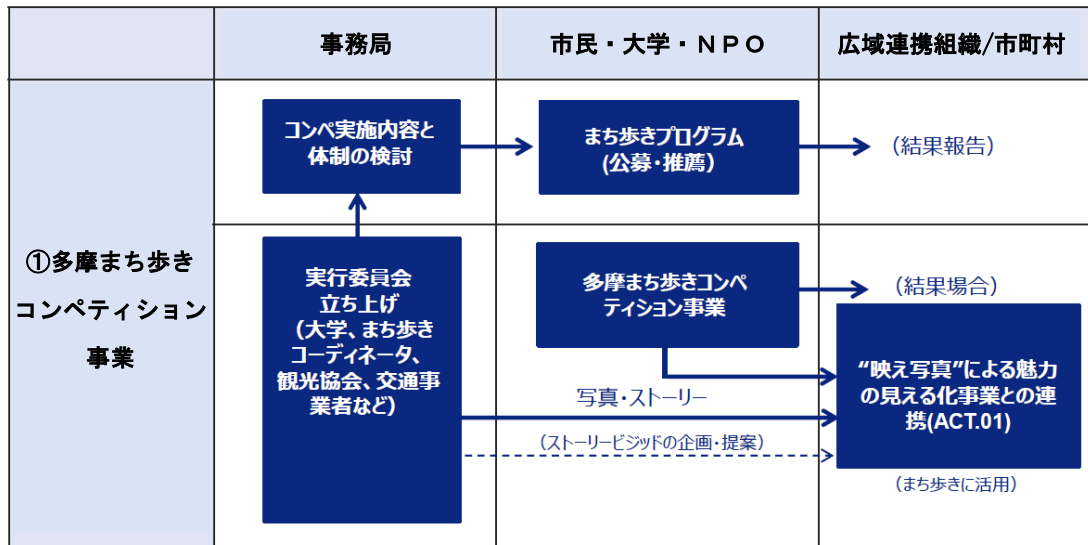 事務局
市民・大学・NPO
広域連携組織/市町村
コンペ実施内容と
体制の検討
まち歩きプログラム
(公募・推薦)
(結果報告)
①多摩まち歩き
コンペティション
事業
実行委員会
立ち上げ
(大学、まち歩き
コーディネータ、
観光協会、交通事
業者など)
多摩まち歩きコンペ
ティション事業
(結果場合)
写真・ストーリー
(ストーリービジッドの企画・提案)
“映え写真”による魅力
の見える化事業との連
携(ACT.01)
(まち歩きに活用)